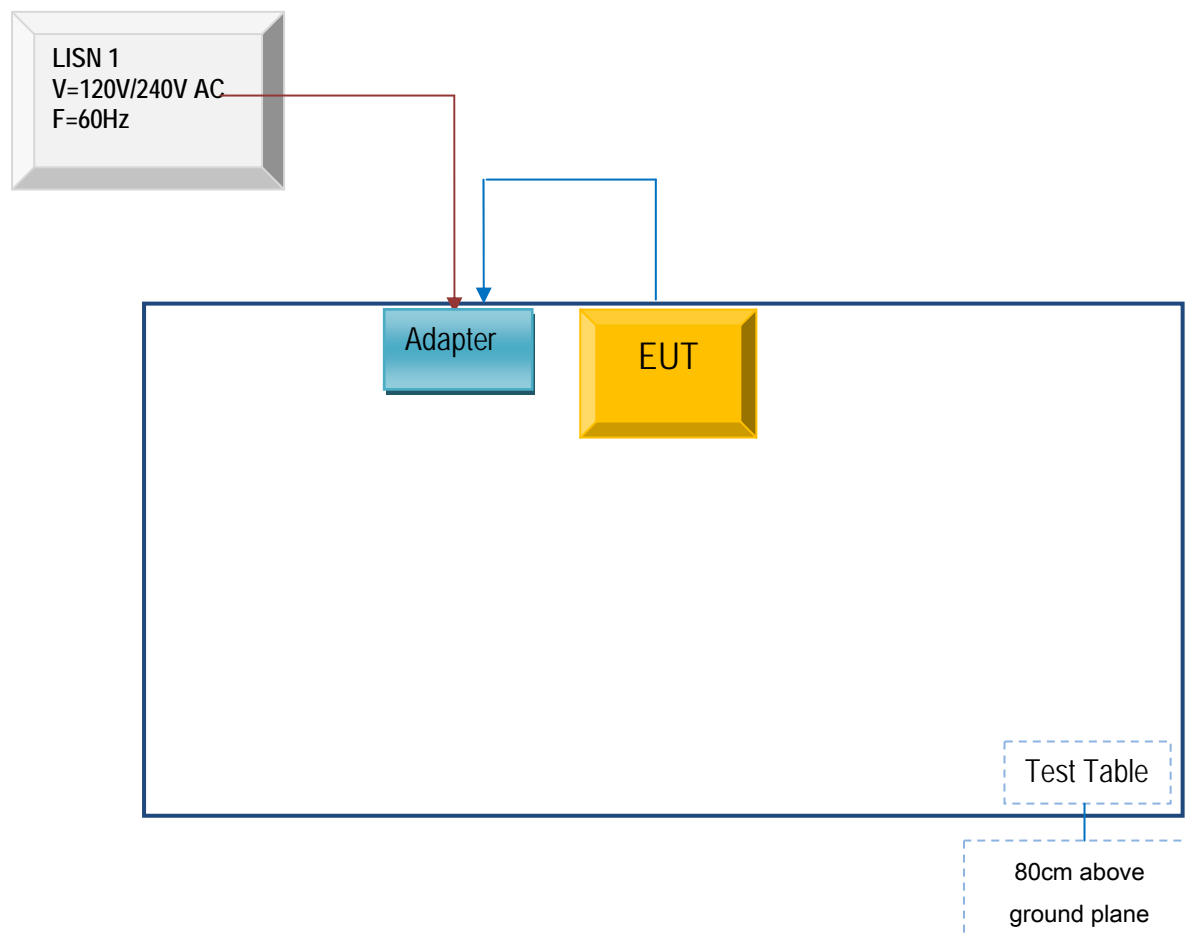 LISN 1
V=120V/240V AC
F=60Hz
Adapter
EUT
Test Table
80cm above
ground plane